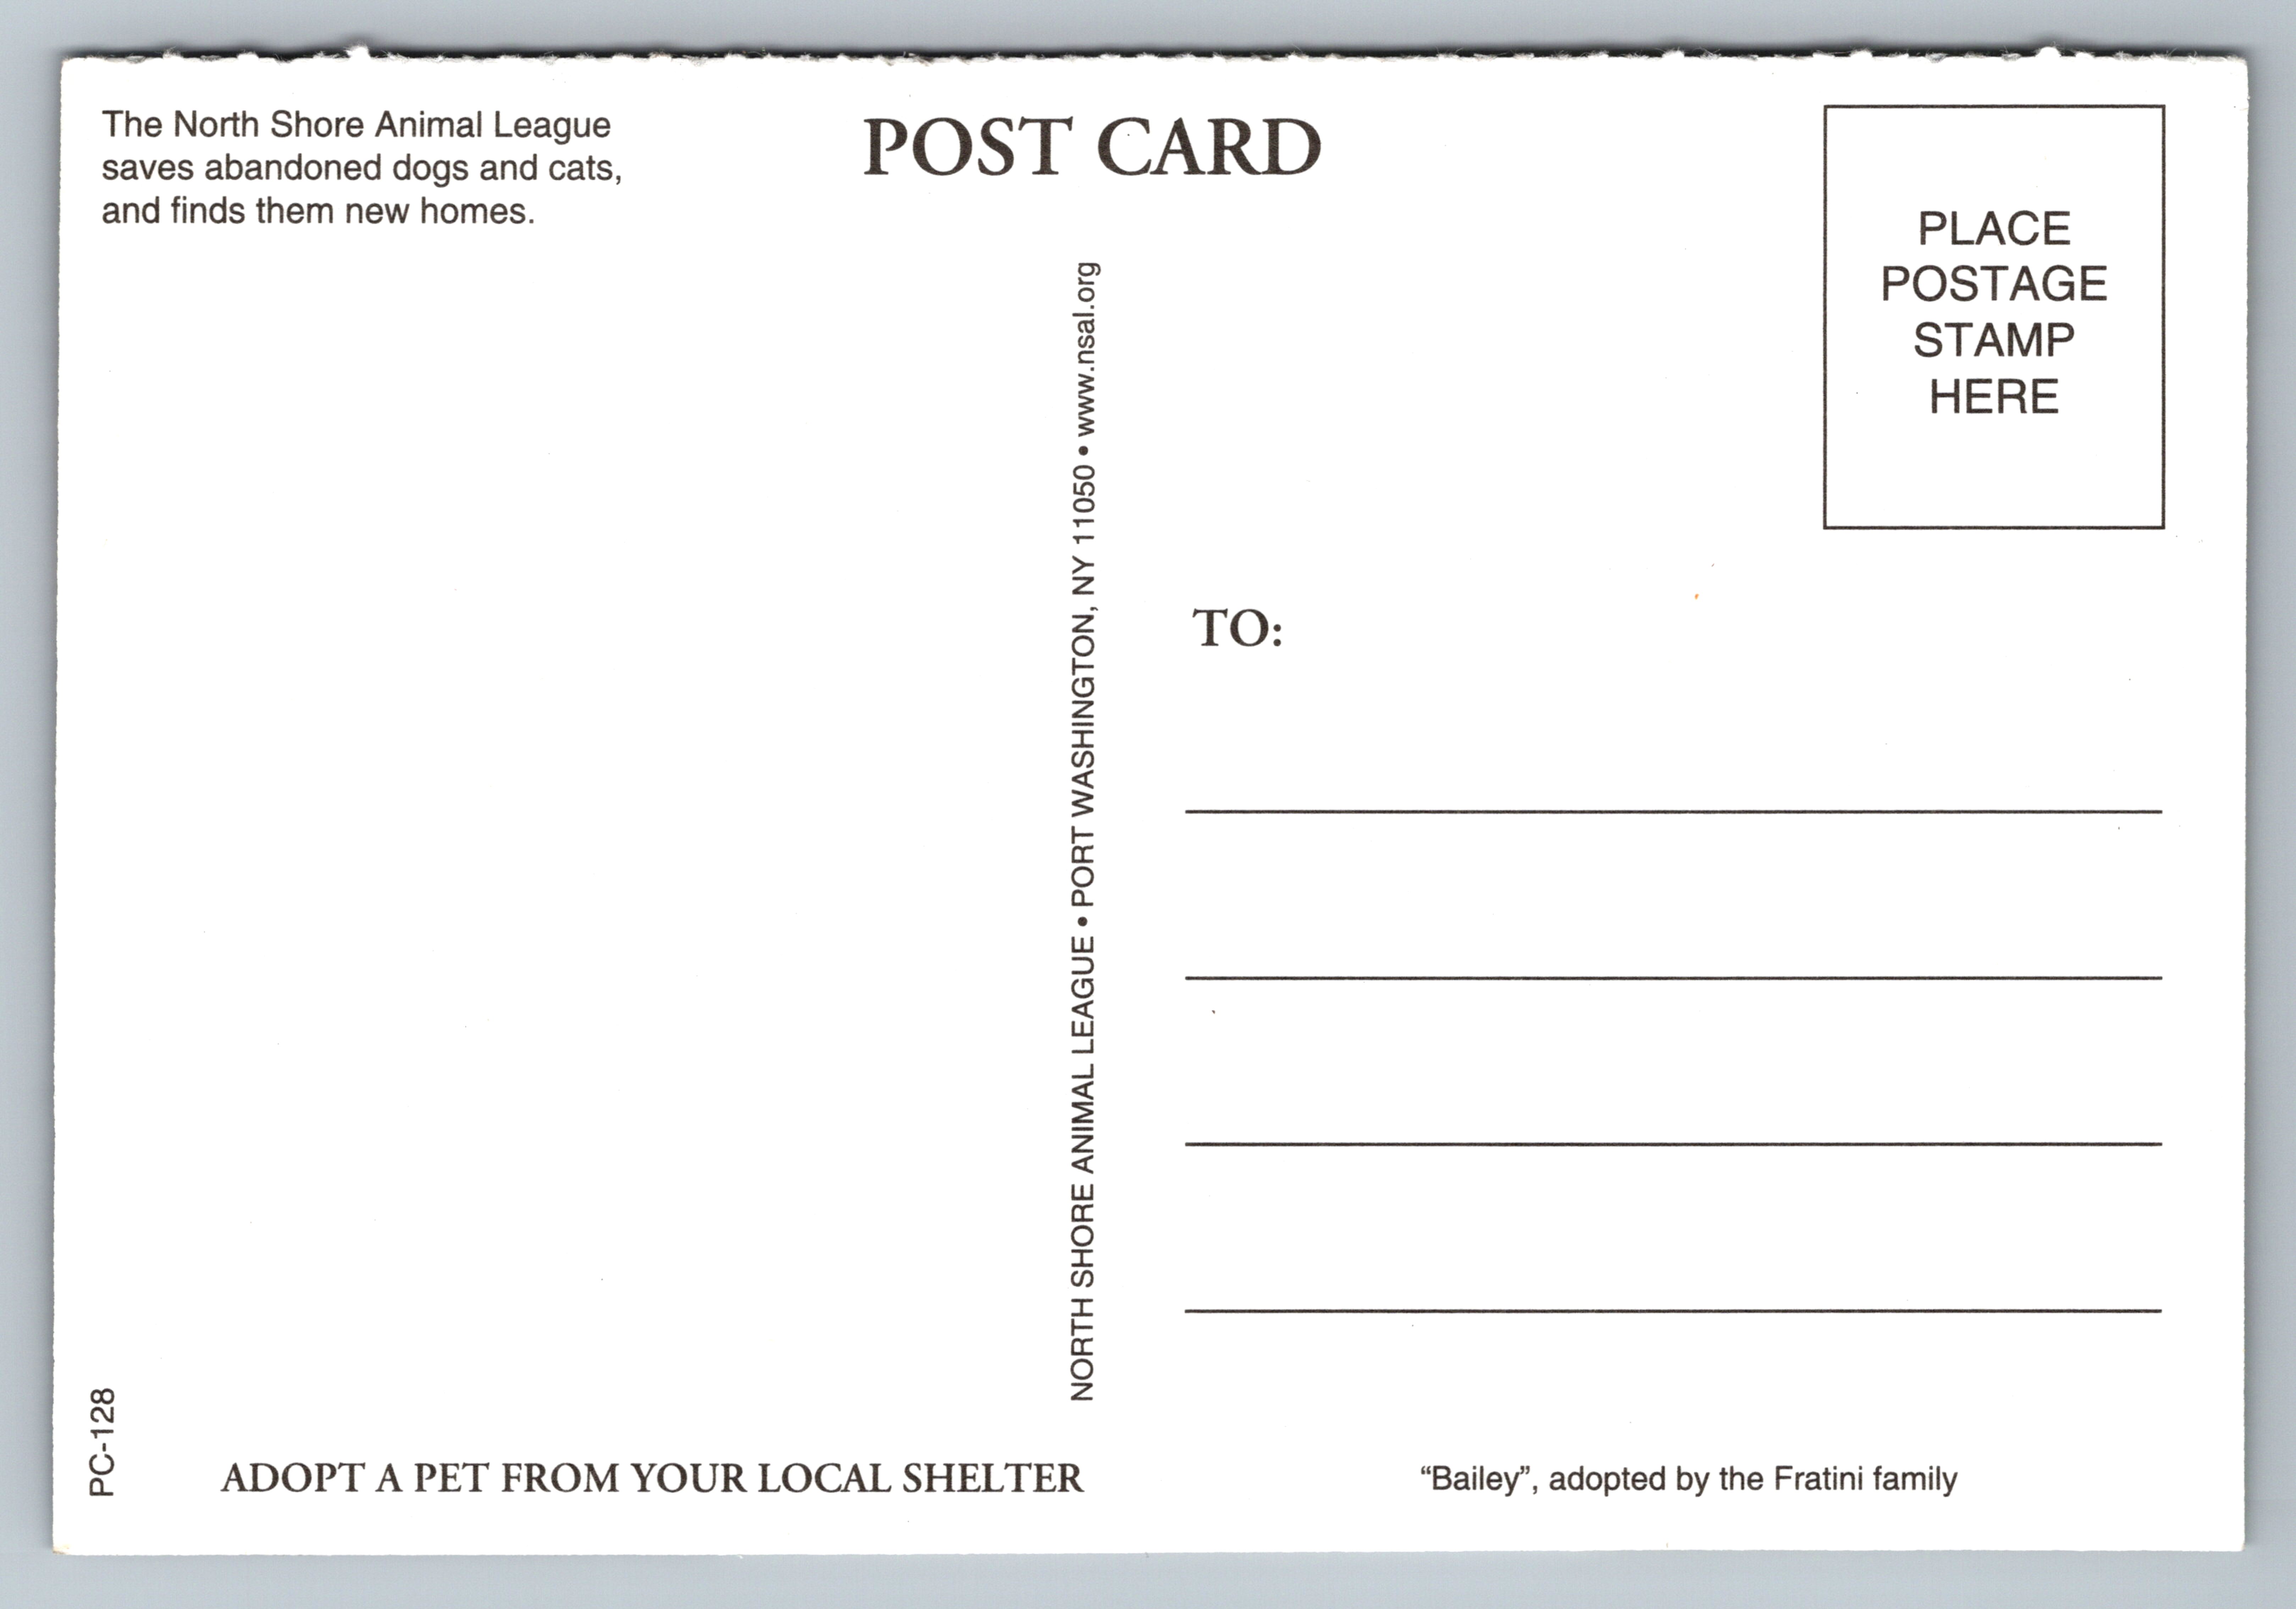 The North Shore Animal League
saves abandoned dogs and cats,
and finds them new homes.
POST CARD
PLACE
POSTAGE
STAMP
HERE
NORTH SHORE ANIMAL LEAGUE • PORT WASHINGTON, NY 11050 • www.nsal.org
TO:
PC-128
ADOPT A PET FROM YOUR LOCAL SHELTER
“Bailey”, adopted by the Fratini family